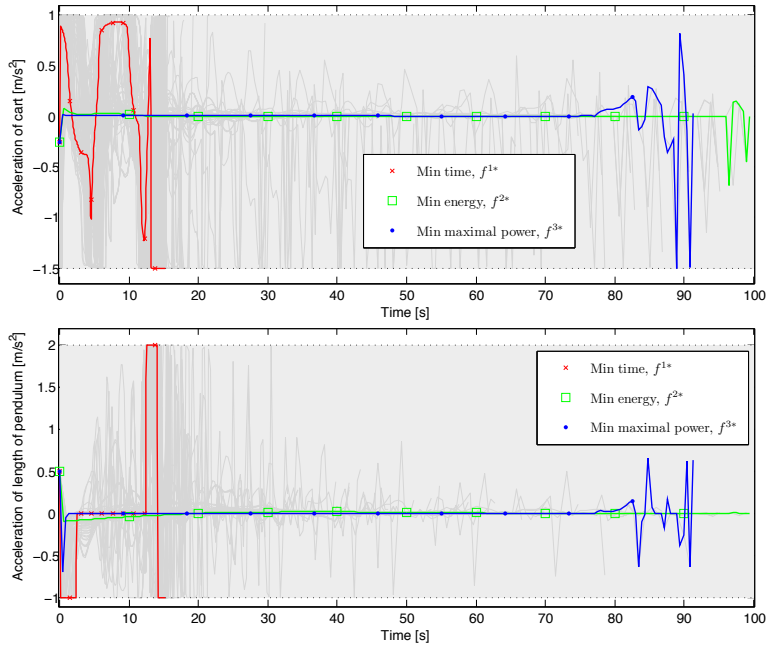 1
0.5
0
−0.5
−1
−1.5
Acceleration of cart [m/s²]
Min time, f¹*
Min energy, f²*
Min maximal power, f³*
0 10 20 30 40 50 60 70 80 90 100
Time [s]
2
1.5
1
0.5
0
−0.5
−1
Acceleration of length of pendulum [m/s²]
Min time, f¹*
Min energy, f²*
Min maximal power, f³*
0 10 20 30 40 50 60 70 80 90 100
Time [s]